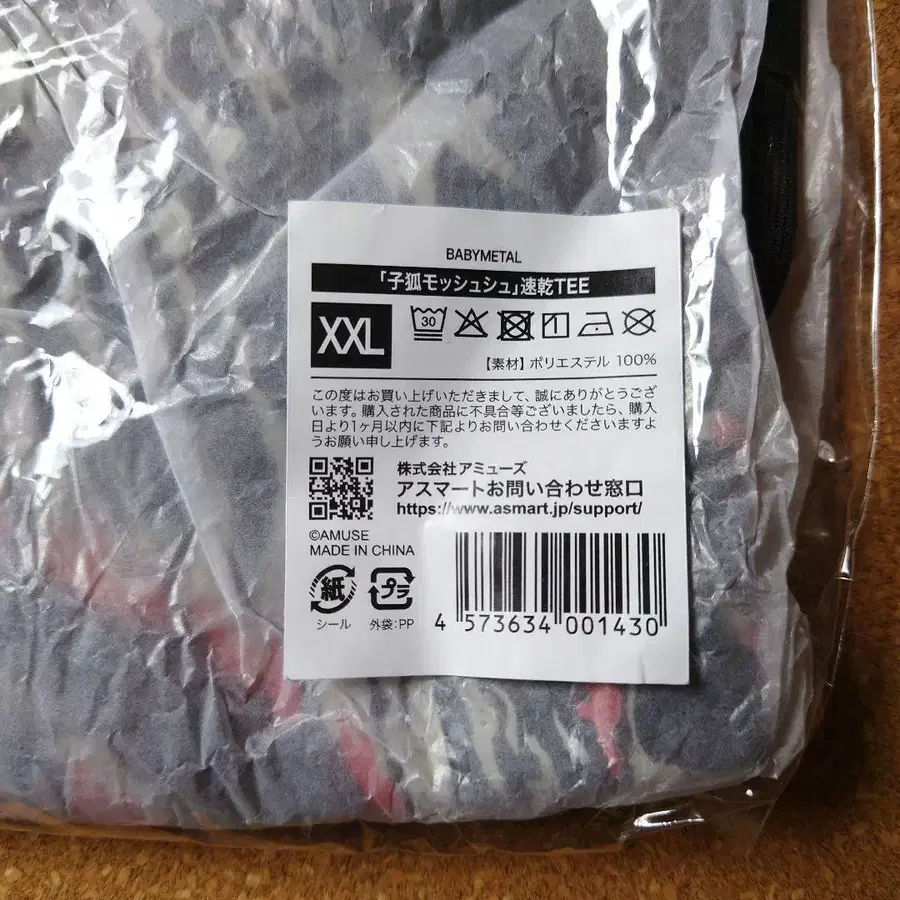 BABYMETAL
「子狐モッシュシュ」速乾TEE
XXL
30
【素材】ポリエステル 100%
この度はお買い上げいただきまして、誠にありがとうござ
います。購入された商品に不具合等ございましたら、購入
日より1ヶ月以内に下記よりお問い合わせくださいますよ
うお願い申し上げます。
株式会社アミューズ
アスマートお問い合わせ窓口
https://www.asmart.jp/support/
©AMUSE
MADE IN CHINA
紙
プラ
シール
外袋:PP
4 573634 001430